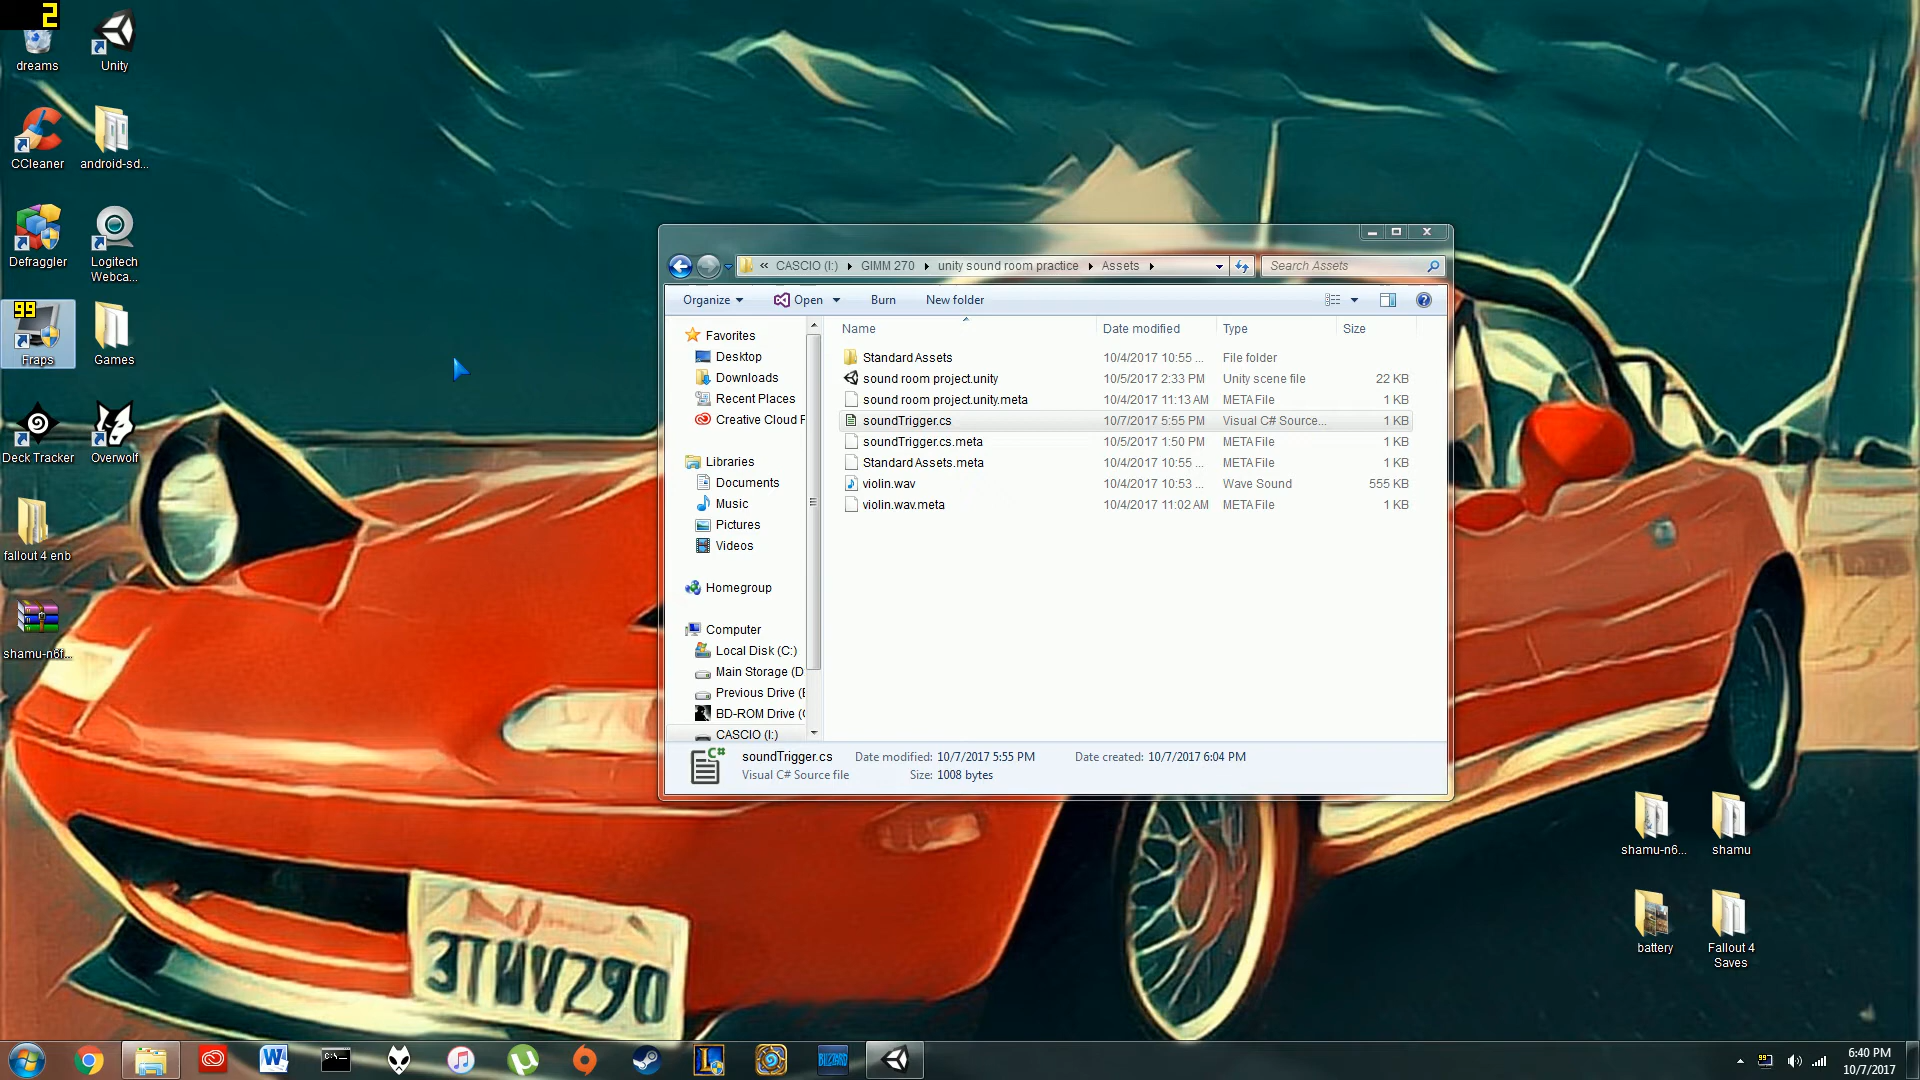 2
dreams
Unity
CCleaner
android-sd...
Defraggler
Logitech
Webca...
99
Fraps
Games
Deck Tracker
Overwolf
fallout 4 enb
shamu-n6f...
« CASCIO (I:) GIMM 270 unity sound room practice Assets
Search Assets
Organize Open Burn New folder
Name Date modified Type Size
Favorites
Desktop
Downloads
Recent Places
Creative Cloud F
Libraries
Documents
Music
Pictures
Videos
Homegroup
Computer
Local Disk (C:)
Main Storage (D
Previous Drive (E
BD-ROM Drive (
CASCIO (I:)
Standard Assets 10/4/2017 10:55 ... File folder
sound room project.unity 10/5/2017 2:33 PM Unity scene file 22 KB
sound room project.unity.meta 10/4/2017 11:13 AM META File 1 KB
soundTrigger.cs 10/7/2017 5:55 PM Visual C# Source... 1 KB
soundTrigger.cs.meta 10/5/2017 1:50 PM META File 1 KB
Standard Assets.meta 10/4/2017 10:55 ... META File 1 KB
violin.wav 10/4/2017 10:53 ... Wave Sound 555 KB
violin.wav.meta 10/4/2017 11:02 AM META File 1 KB
C#
soundTrigger.cs Date modified: 10/7/2017 5:55 PM Date created: 10/7/2017 6:04 PM
Visual C# Source file Size: 1008 bytes
shamu-n6...
shamu
battery
Fallout 4
Saves
3TWV290
C:\_
BLIZZARD
99
6:40 PM
10/7/2017